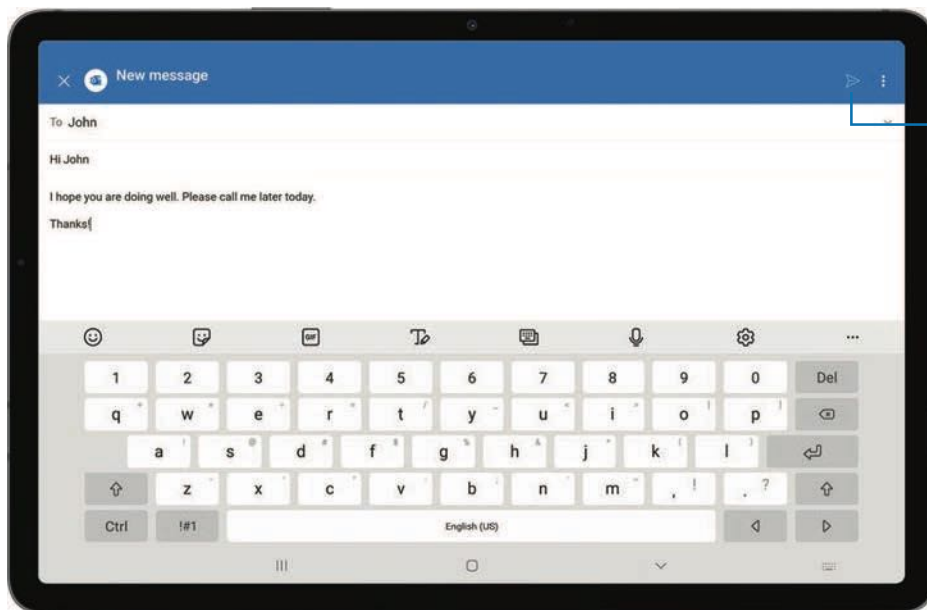 New message
To John
Hi John
I hope you are doing well. Please call me later today.
Thanks!
GIF
1 2 3 4 5 6 7 8 9 0 Del
q w e r t y u i o p
a s d f g h j k l
z x c v b n m , ! . ?
Ctrl !#1 English (US)